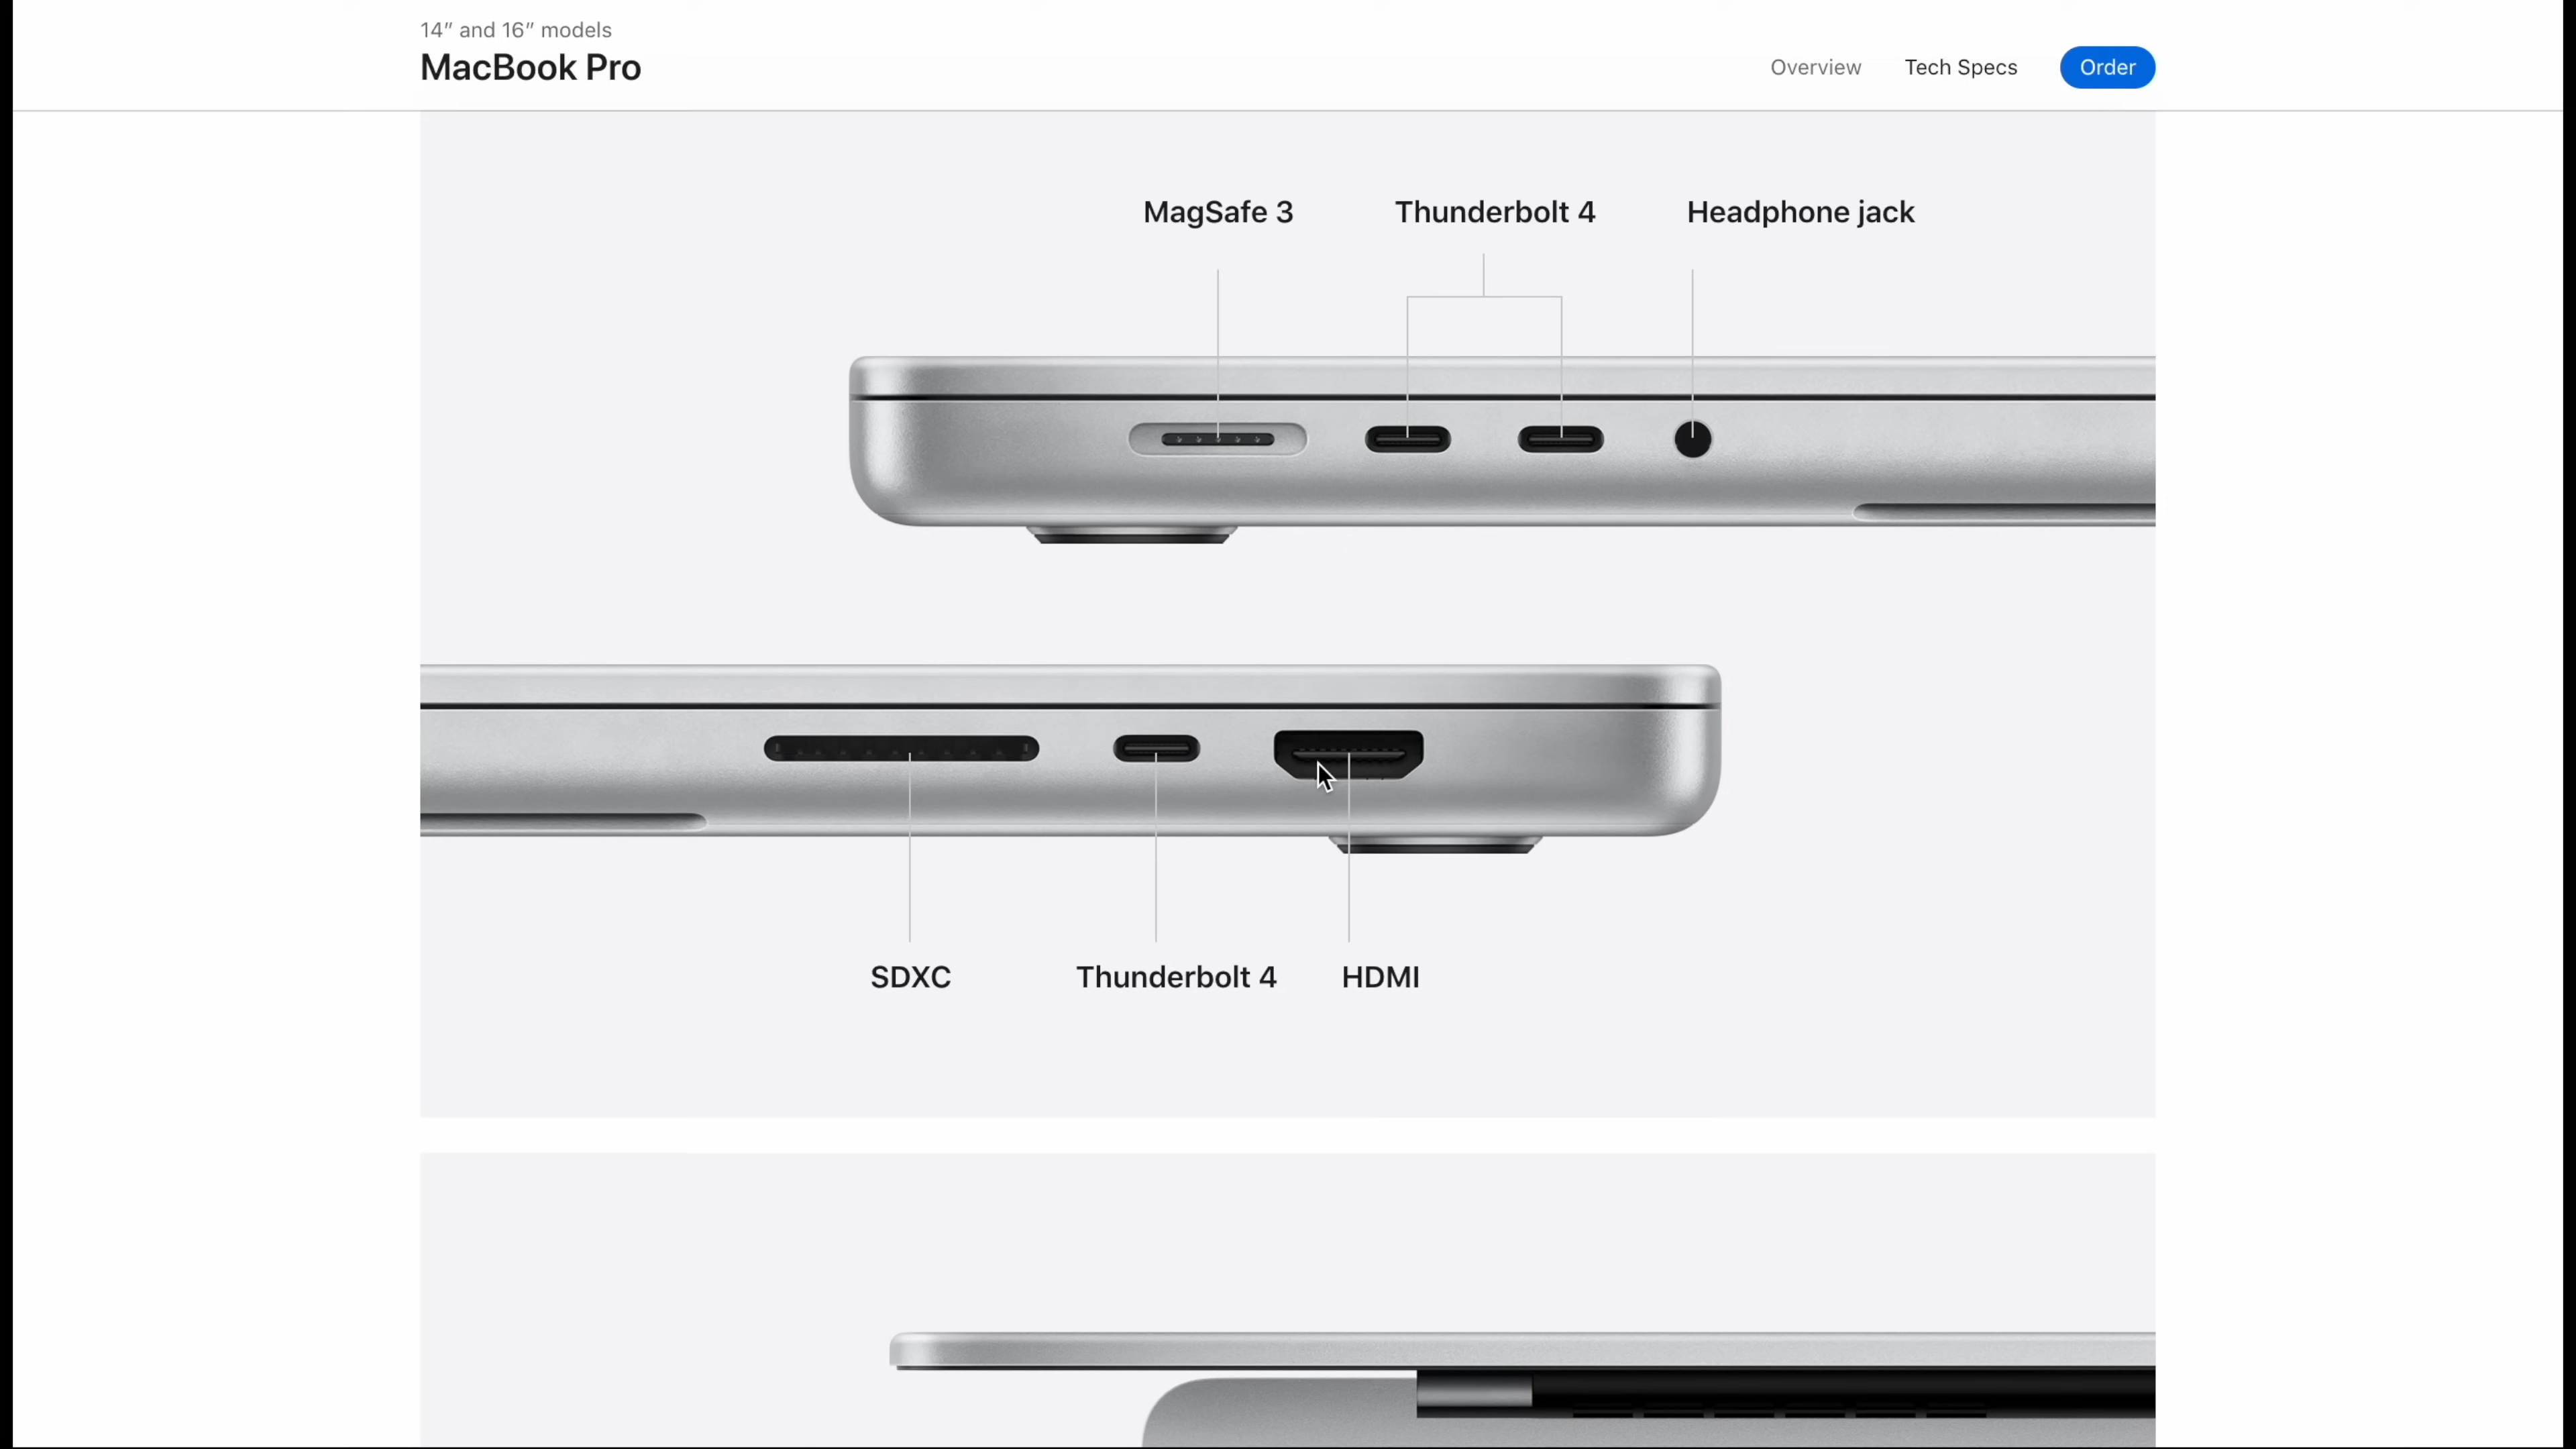 14″ and 16″ models
MacBook Pro
Overview Tech Specs Order
MagSafe 3 Thunderbolt 4 Headphone jack
SDXC Thunderbolt 4 HDMI